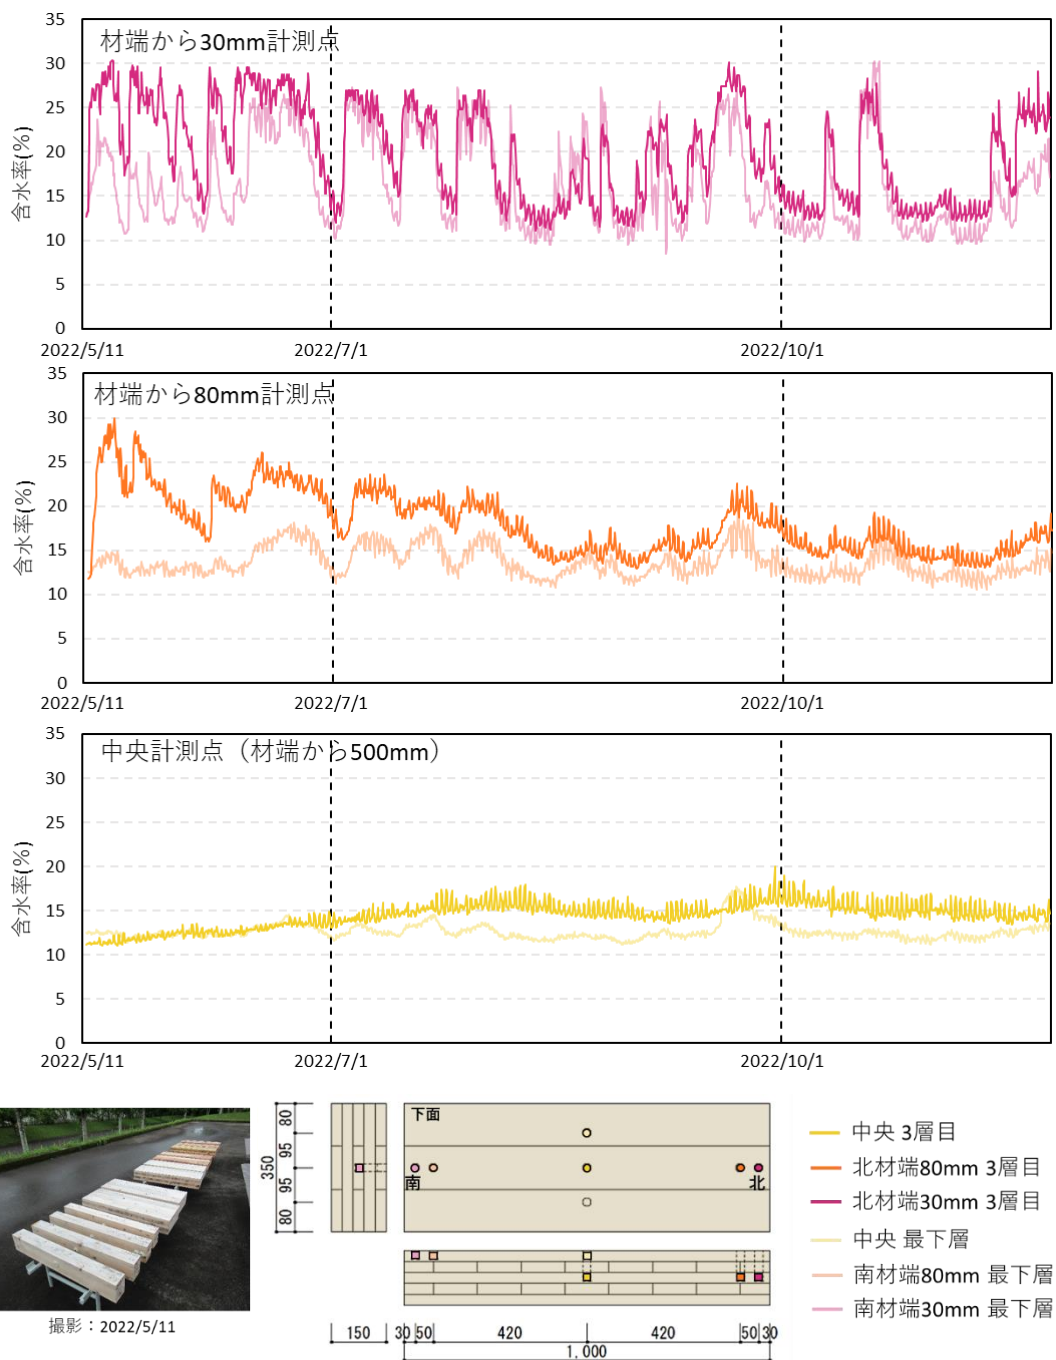 材端から30mm計測点
含水率(%)
35
30
25
20
15
10
5
0
2022/5/11 2022/7/1 2022/10/1
材端から80mm計測点
含水率(%)
35
30
25
20
15
10
5
0
2022/5/11 2022/7/1 2022/10/1
中央計測点（材端から500mm）
含水率(%)
35
30
25
20
15
10
5
0
2022/5/11 2022/7/1 2022/10/1
撮影：2022/5/11
350
80
95
95
80
下面
南
北
150 30 50 420 420 50 30
1,000
中央 3層目
北材端80mm 3層目
北材端30mm 3層目
中央 最下層
南材端80mm 最下層
南材端30mm 最下層